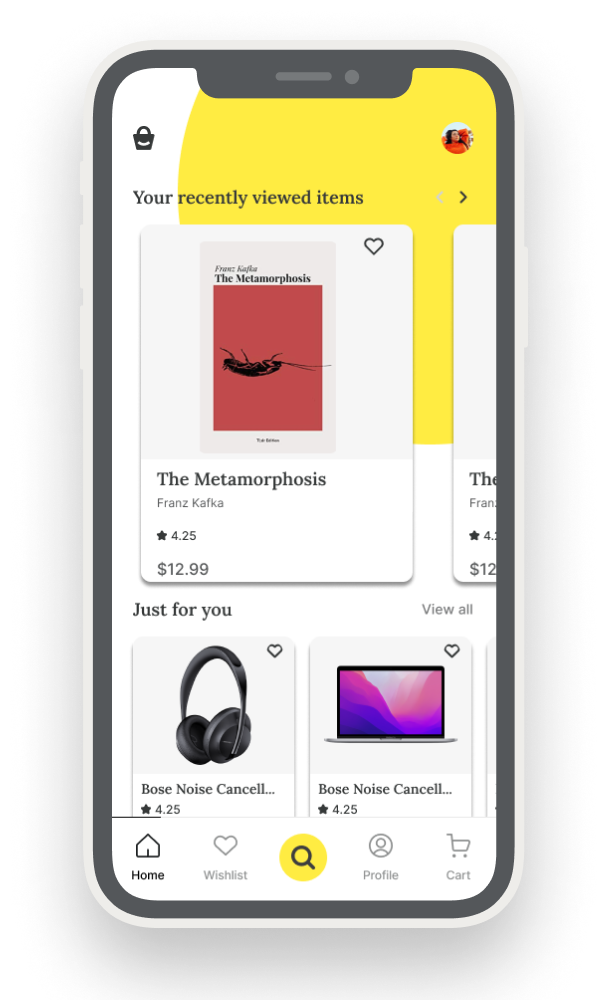 Your recently viewed items
Franz Kafka
The Metamorphosis
The Metamorphosis
Franz Kafka
4.25
$12.99
The
Fran
4.2
$12
Just for you
View all
Bose Noise Cancell...
4.25
Bose Noise Cancell...
4.25
Home
Wishlist
Profile
Cart